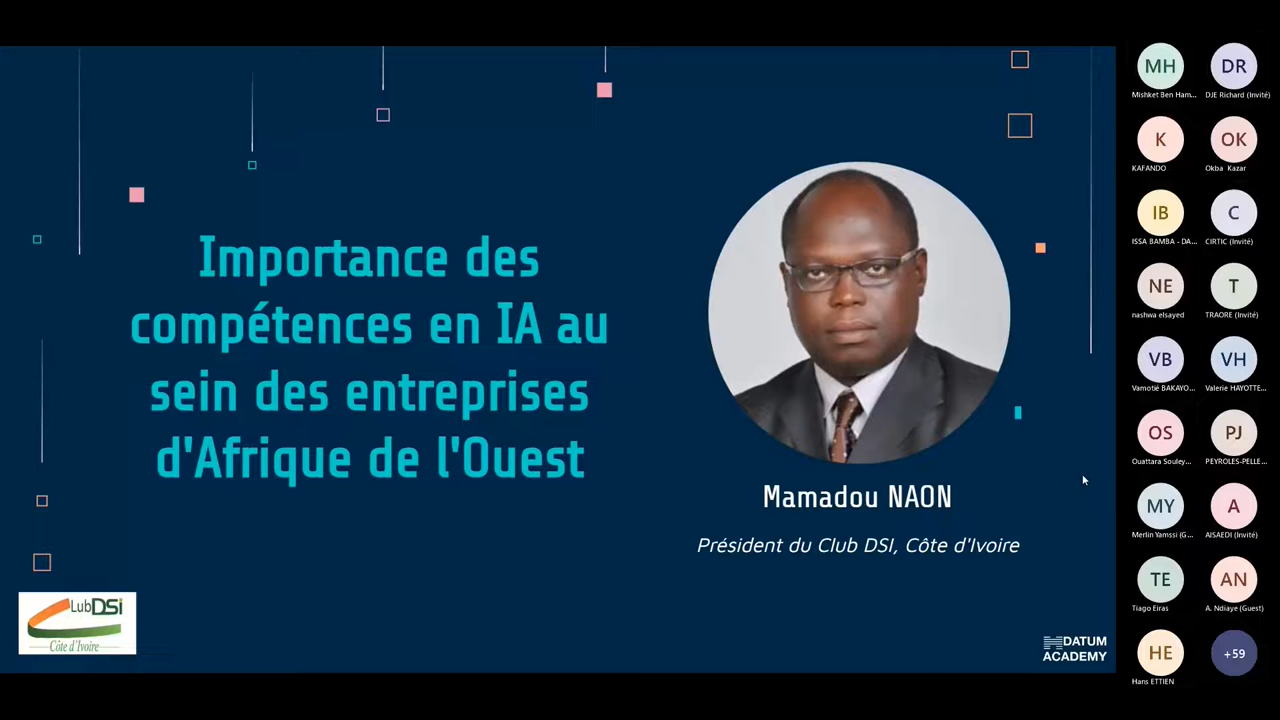 Importance des
compétences en IA au
sein des entreprises
d'Afrique de l'Ouest
Mamadou NAON
Président du Club DSI, Côte d'Ivoire
LubDSi
Côte d'Ivoire
DATUM
ACADEMY
MH
Mishket Ben Ham...
DR
DJE Richard (Invité)
K
KAFANDO
OK
Okba Kazar
IB
ISSA BAMBA - DA...
C
CIRTIC (Invité)
NE
nashwa elsayed
T
TRAORE (Invité)
VB
Vamotié BAKAYO...
VH
Valerie HAYOTTE...
OS
Ouattara Souley...
PJ
PEYROLES-PELLE...
MY
Merlin Yamssi (G...
A
AISAEDI (Invité)
TE
Tiago Eiras
AN
A. Ndiaye (Guest)
HE
Hans ETTIEN
+59